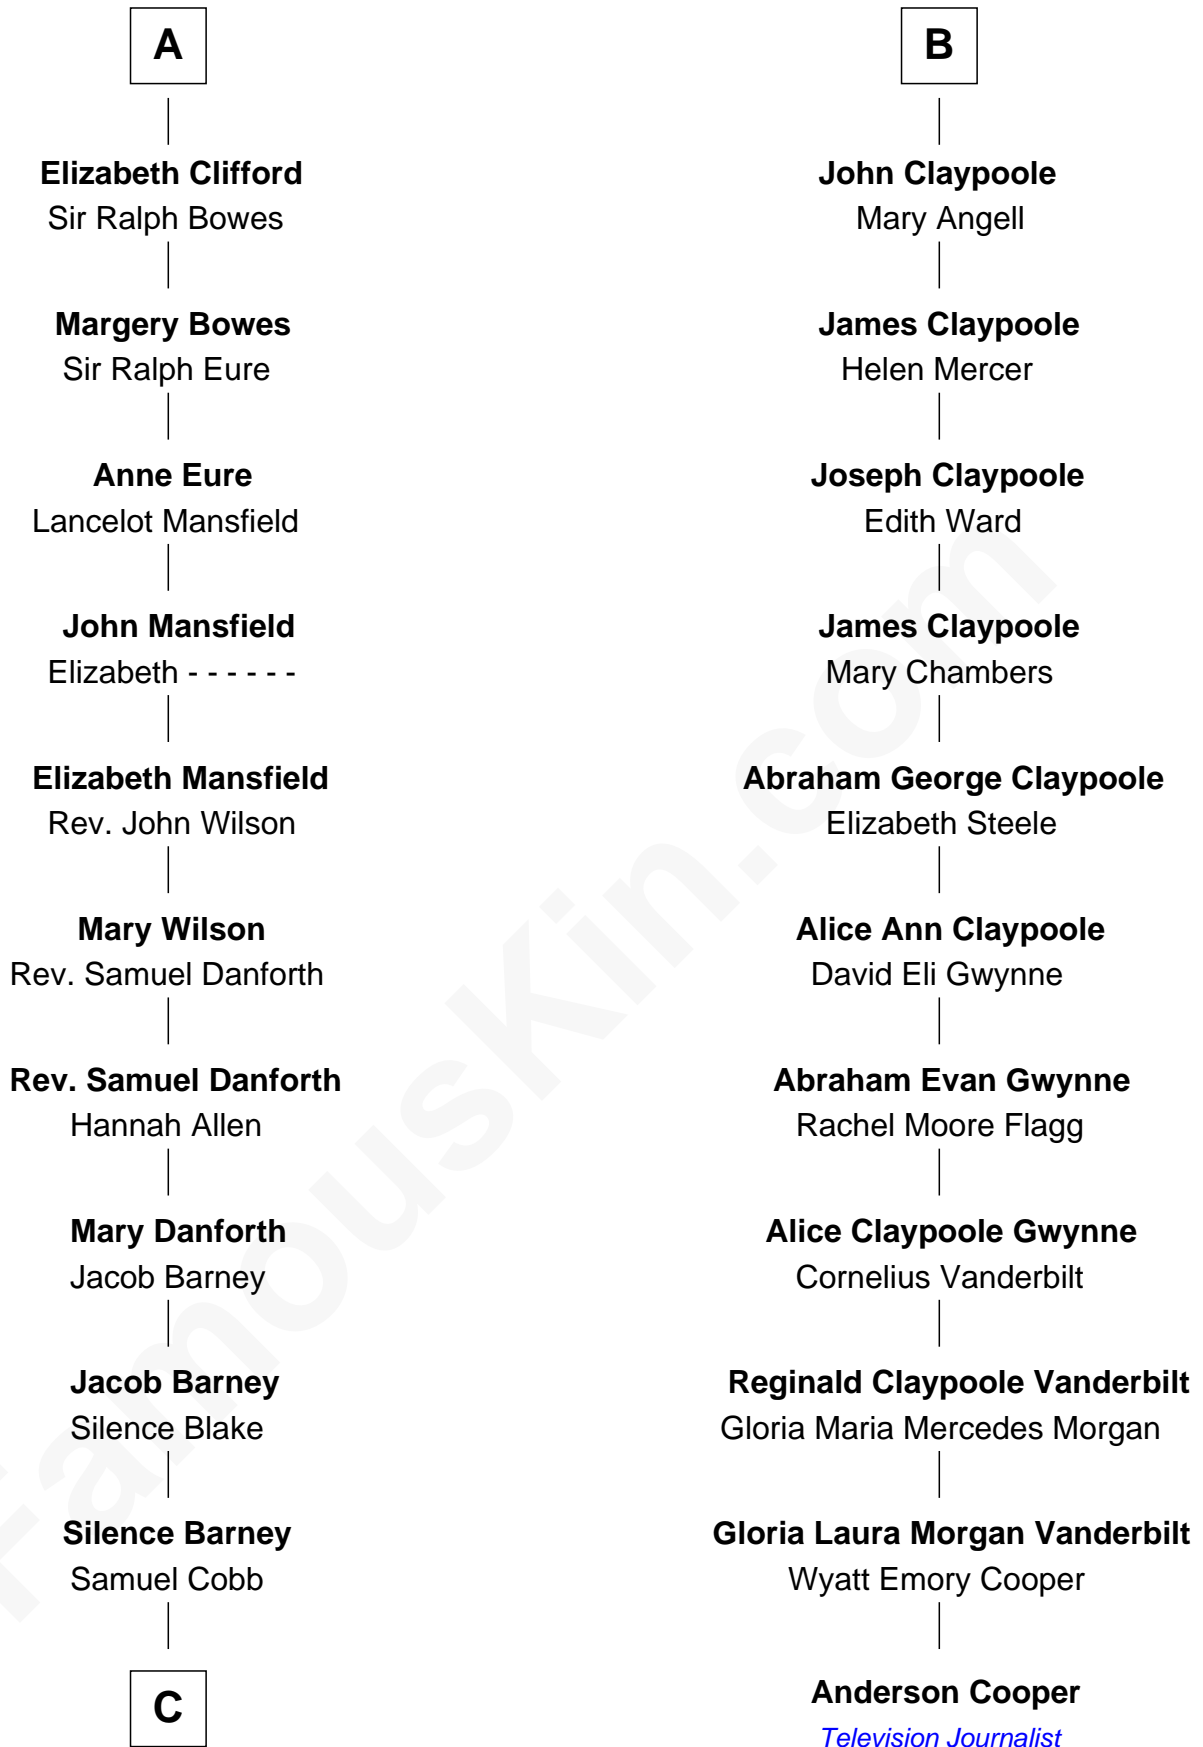 A
Elizabeth Clifford
Sir Ralph Bowes
Margery Bowes
Sir Ralph Eure
Anne Eure
Lancelot Mansfield
John Mansfield
Elizabeth - - - - - -
Elizabeth Mansfield
Rev. John Wilson
Mary Wilson
Rev. Samuel Danforth
Rev. Samuel Danforth
Hannah Allen
Mary Danforth
Jacob Barney
Jacob Barney
Silence Blake
Silence Barney
Samuel Cobb
C
B
John Claypoole
Mary Angell
James Claypoole
Helen Mercer
Joseph Claypoole
Edith Ward
James Claypoole
Mary Chambers
Abraham George Claypoole
Elizabeth Steele
Alice Ann Claypoole
David Eli Gwynne
Abraham Evan Gwynne
Rachel Moore Flagg
Alice Claypoole Gwynne
Cornelius Vanderbilt
Reginald Claypoole Vanderbilt
Gloria Maria Mercedes Morgan
Gloria Laura Morgan Vanderbilt
Wyatt Emory Cooper
Anderson Cooper
Television Journalist
FamousKin.com